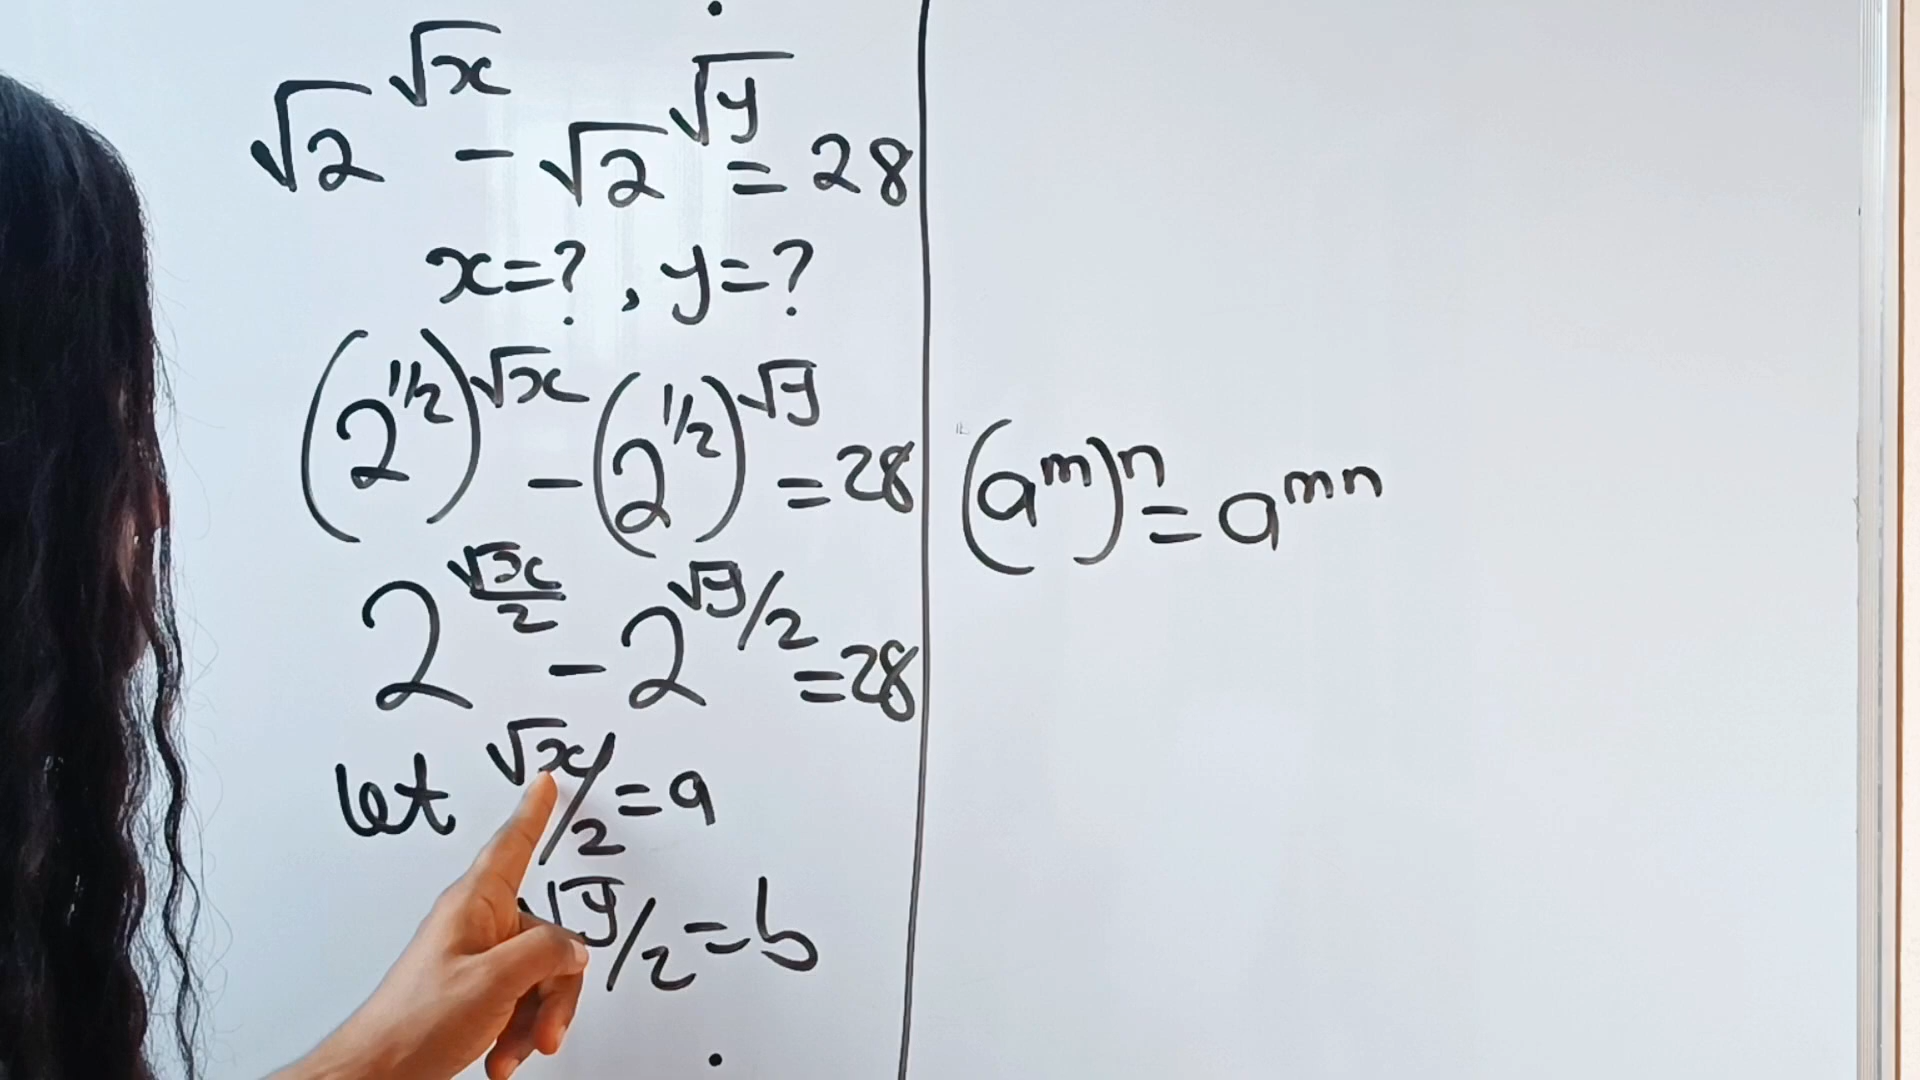 √2^√x - √2^√y = 28
x=?, y=?
(2^1/2)^√x - (2^1/2)^√y = 28
(a^m)^n = a^mn
2^√x/2 - 2^√y/2 = 28
let √x/2 = a
√y/2 = b